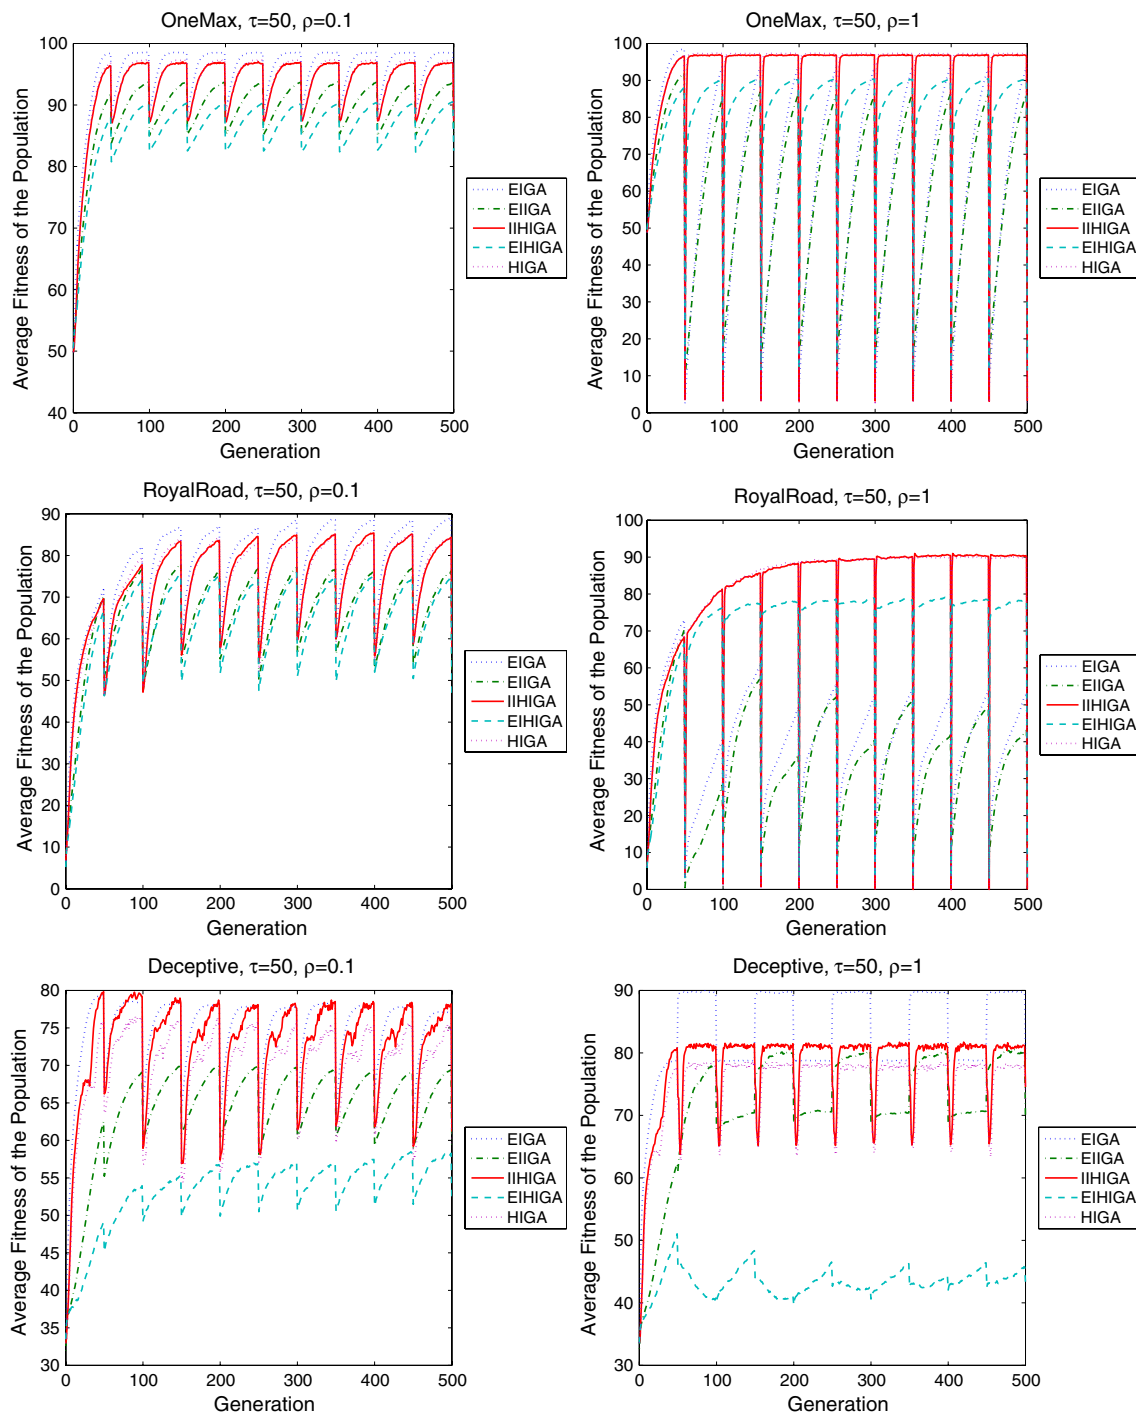 OneMax, τ=50, ρ=0.1
100
90
80
70
60
50
40
0 100 200 300 400 500
Average Fitness of the Population
Generation
EIGA
EIIGA
IIHIGA
EIHIGA
HIGA
OneMax, τ=50, ρ=1
100
90
80
70
60
50
40
30
20
10
0
0 100 200 300 400 500
Average Fitness of the Population
Generation
EIGA
EIIGA
IIHIGA
EIHIGA
HIGA
RoyalRoad, τ=50, ρ=0.1
90
80
70
60
50
40
30
20
10
0
0 100 200 300 400 500
Average Fitness of the Population
Generation
EIGA
EIIGA
IIHIGA
EIHIGA
HIGA
RoyalRoad, τ=50, ρ=1
100
90
80
70
60
50
40
30
20
10
0
0 100 200 300 400 500
Average Fitness of the Population
Generation
EIGA
EIIGA
IIHIGA
EIHIGA
HIGA
Deceptive, τ=50, ρ=0.1
80
75
70
65
60
55
50
45
40
35
30
0 100 200 300 400 500
Average Fitness of the Population
Generation
EIGA
EIIGA
IIHIGA
EIHIGA
HIGA
Deceptive, τ=50, ρ=1
90
80
70
60
50
40
30
0 100 200 300 400 500
Average Fitness of the Population
Generation
EIGA
EIIGA
IIHIGA
EIHIGA
HIGA